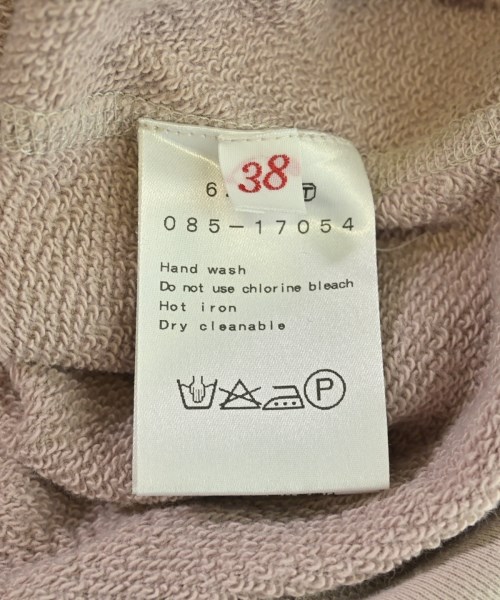 38
085-17054
Hand wash
Do not use chlorine bleach
Hot iron
Dry cleanable
P